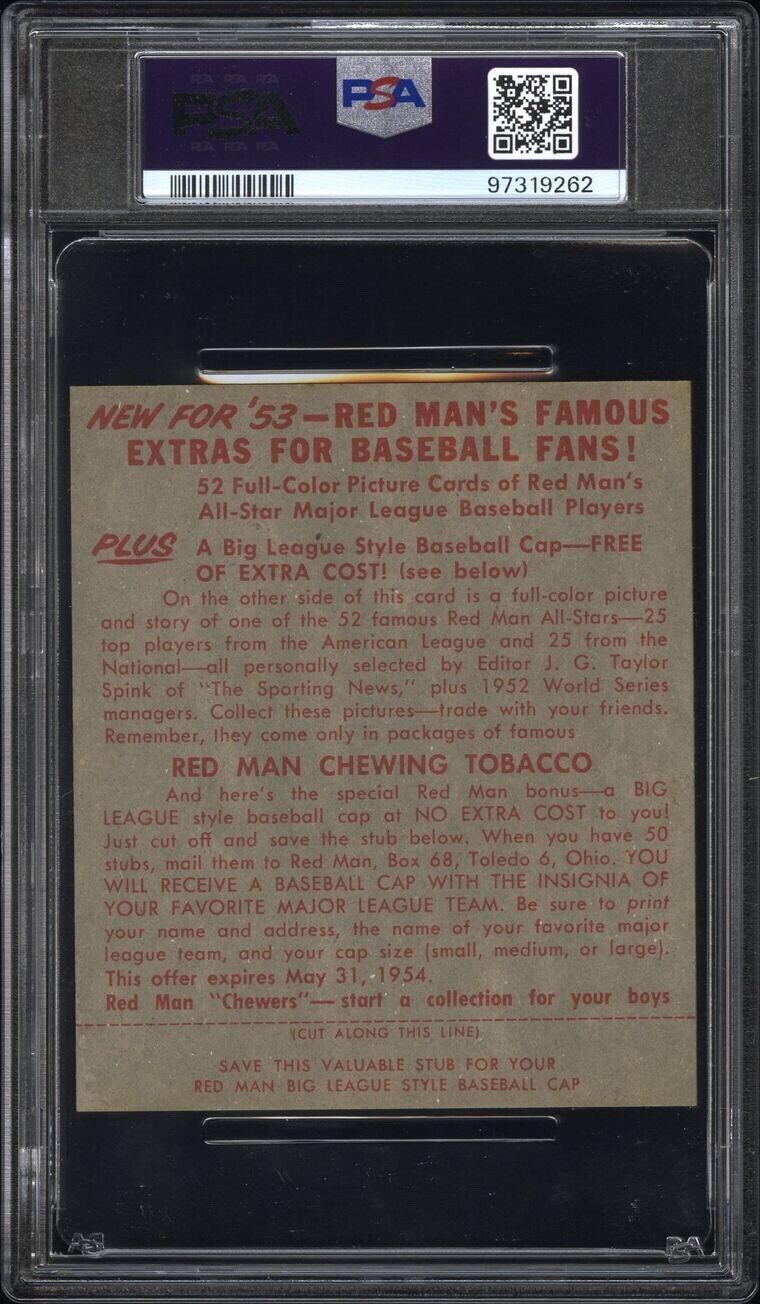 PSA PSA PSA
PSA
PSA PSA PSA
PSA
97319262
NEW FOR '53—RED MAN'S FAMOUS
EXTRAS FOR BASEBALL FANS!
52 Full-Color Picture Cards of Red Man's
All-Star Major League Baseball Players
PLUS A Big League Style Baseball Cap—FREE
OF EXTRA COST! (see below)
On the other side of this card is a full-color picture
and story of one of the 52 famous Red Man All-Stars—25
top players from the American League and 25 from the
National—all personally selected by Editor J. G. Taylor
Spink of "The Sporting News," plus 1952 World Series
managers. Collect these pictures—trade with your friends.
Remember, they come only in packages of famous
RED MAN CHEWING TOBACCO
And here's the special Red Man bonus—a BIG
LEAGUE style baseball cap at NO EXTRA COST to you!
Just cut off and save the stub below. When you have 50
stubs, mail them to Red Man, Box 68, Toledo 6, Ohio. YOU
WILL RECEIVE A BASEBALL CAP WITH THE INSIGNIA OF
YOUR FAVORITE MAJOR LEAGUE TEAM. Be sure to print
your name and address, the name of your favorite major
league team, and your cap size (small, medium, or large).
This offer expires May 31, 1954.
Red Man "Chewers"—start a collection for your boys
(CUT ALONG THIS LINE)
SAVE THIS VALUABLE STUB FOR YOUR
RED MAN BIG LEAGUE STYLE BASEBALL CAP
PSA
PSA